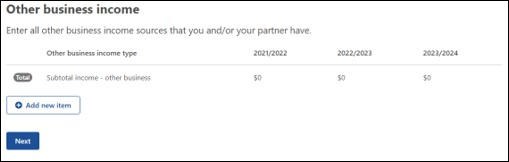 Other business income
Enter all other business income sources that you and/or your partner have.
Other business income type 2021/2022 2022/2023 2023/2024
Total Subtotal income - other business $0 $0 $0
Add new item
Next